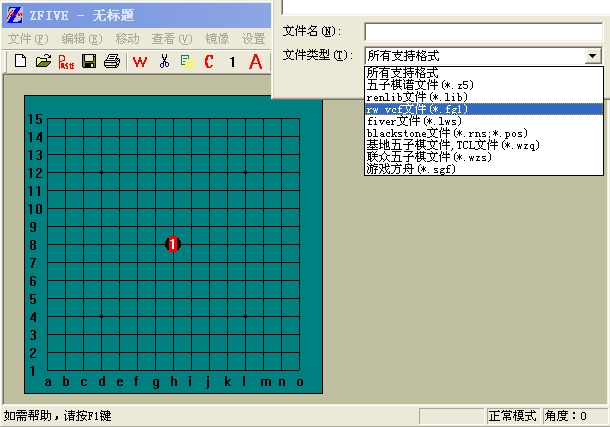 ZFIVE - 无标题
文件(F) 编辑(E) 移动 查看(V) 镜像 设置
PASTE W C 1 A
文件名(N):
文件类型(T): 所有支持格式
所有支持格式
五子棋谱文件(*.z5)
renlib文件(*.lib)
rw vcf文件(*.fgl)
fiver文件(*.lws)
blackstone文件(*.rns;*.pos)
基地五子棋文件,TCL文件(*.wzq)
联众五子棋文件(*.wzs)
游戏方舟(*.sgf)
15
14
13
12
11
10
9
8 1
7
6
5
4
3
2
1
a b c d e f g h i j k l m n o
如需帮助,请按F1键 正常模式 角度:0